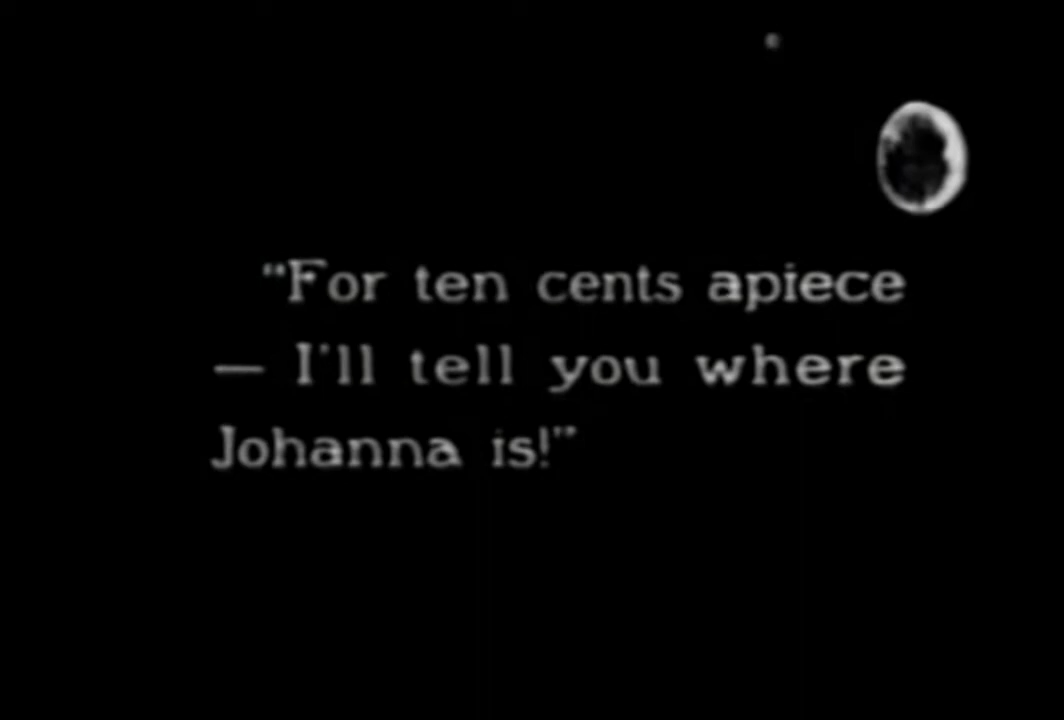 "For ten cents apiece
— I'll tell you where
Johanna is!"